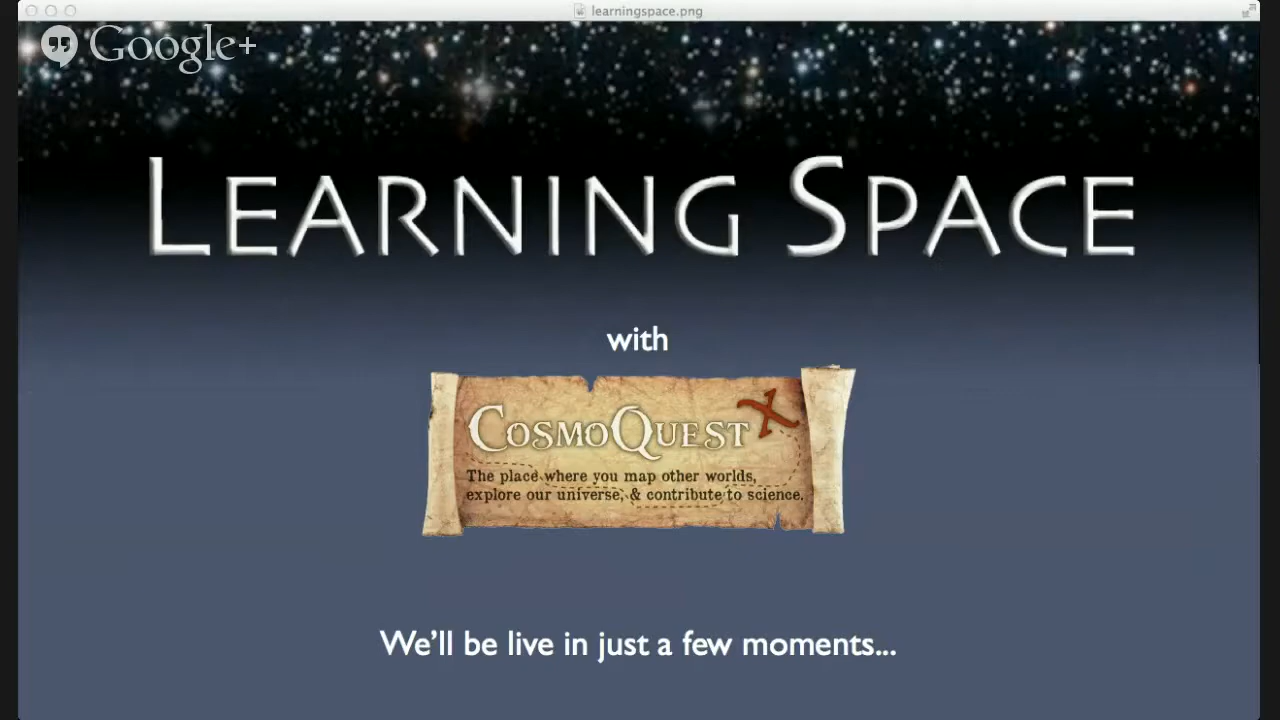 learningspace.png
Google+
LEARNING SPACE
with
COSMOQUEST X
The place where you map other worlds,
explore our universe, & contribute to science.
We'll be live in just a few moments...